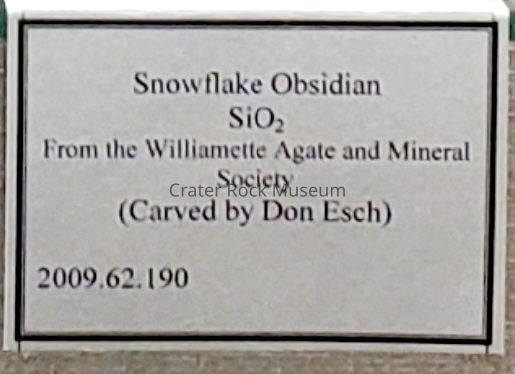 Snowflake Obsidian
SiO₂
From the Williamette Agate and Mineral
Society
Crater Rock Museum
(Carved by Don Esch)
2009.62.190